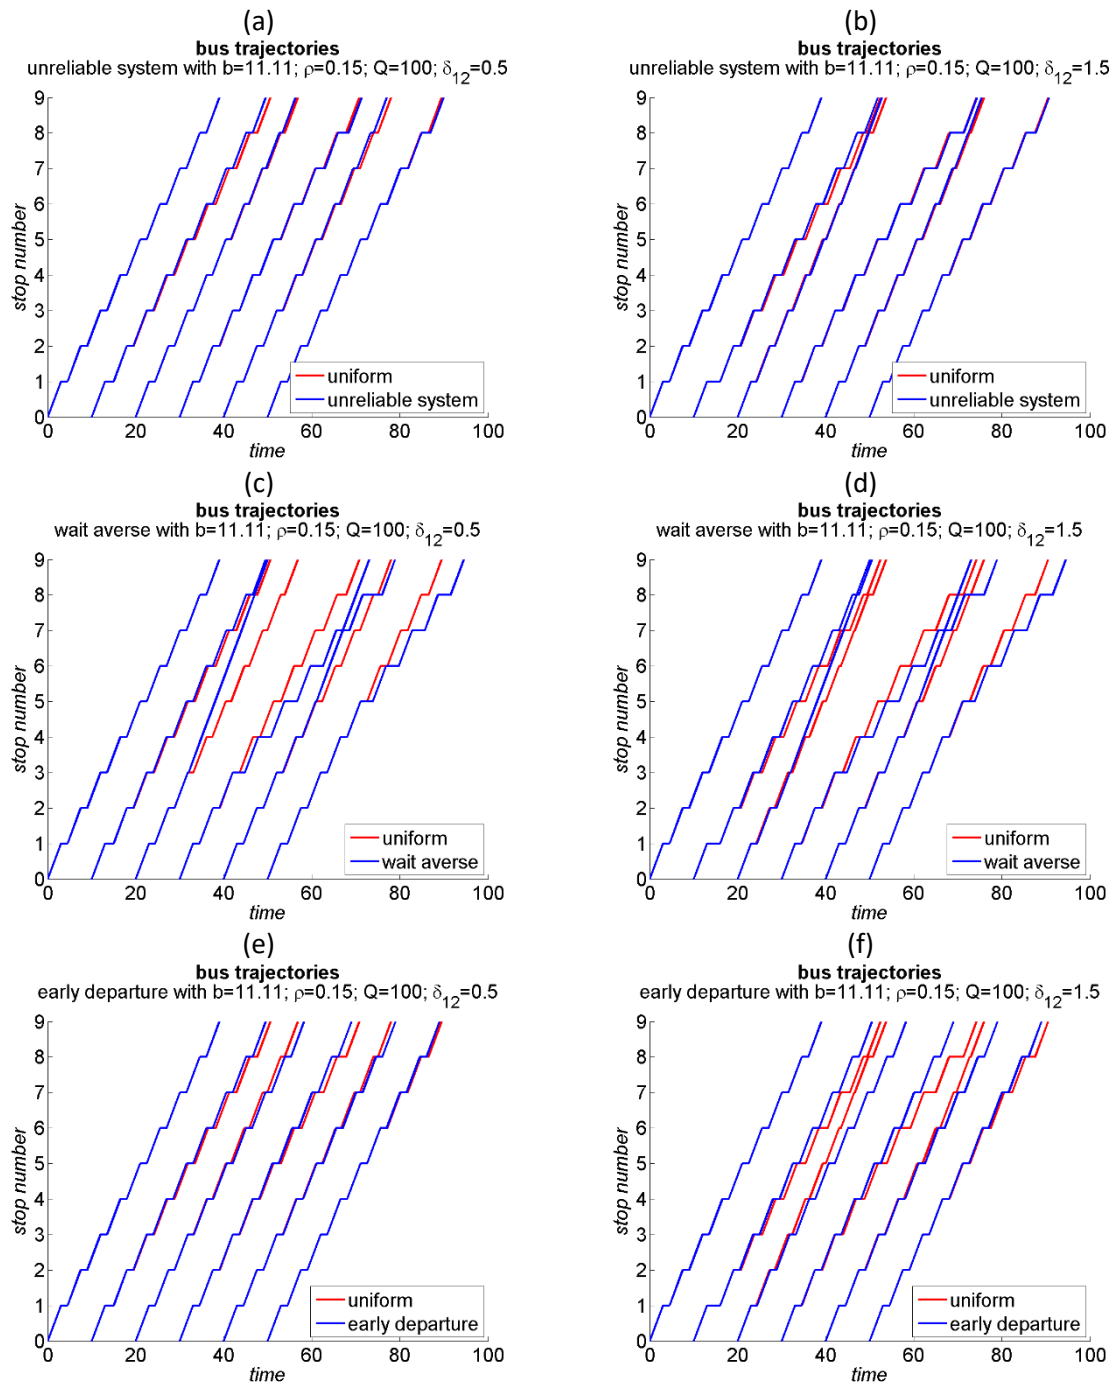 (a)
bus trajectories
unreliable system with b=11.11; ρ=0.15; Q=100; δ12=0.5
9
8
7
6
5
4
3
2
1
0
stop number
uniform
unreliable system
0 20 40 60 80 100
time
(b)
bus trajectories
unreliable system with b=11.11; ρ=0.15; Q=100; δ12=1.5
9
8
7
6
5
4
3
2
1
0
stop number
uniform
unreliable system
0 20 40 60 80 100
time
(c)
bus trajectories
wait averse with b=11.11; ρ=0.15; Q=100; δ12=0.5
9
8
7
6
5
4
3
2
1
0
stop number
uniform
wait averse
0 20 40 60 80 100
time
(d)
bus trajectories
wait averse with b=11.11; ρ=0.15; Q=100; δ12=1.5
9
8
7
6
5
4
3
2
1
0
stop number
uniform
wait averse
0 20 40 60 80 100
time
(e)
bus trajectories
early departure with b=11.11; ρ=0.15; Q=100; δ12=0.5
9
8
7
6
5
4
3
2
1
0
stop number
uniform
early departure
0 20 40 60 80 100
time
(f)
bus trajectories
early departure with b=11.11; ρ=0.15; Q=100; δ12=1.5
9
8
7
6
5
4
3
2
1
0
stop number
uniform
early departure
0 20 40 60 80 100
time